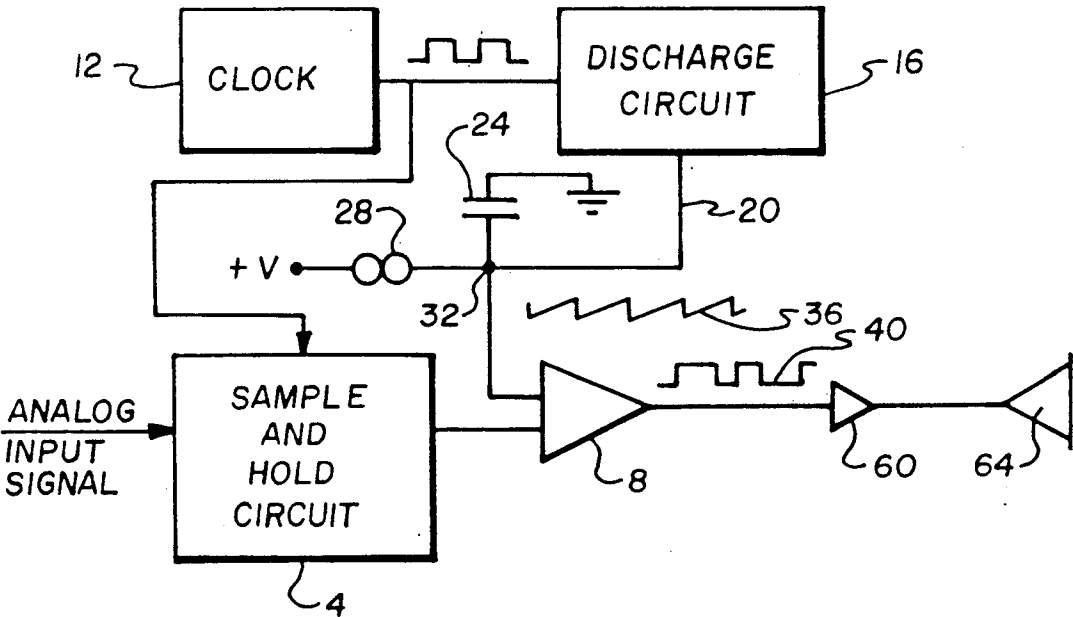 12
CLOCK
DISCHARGE
CIRCUIT
16
24
20
28
+ V
32
36
40
ANALOG
INPUT
SIGNAL
SAMPLE
AND
HOLD
CIRCUIT
8
60
64
4